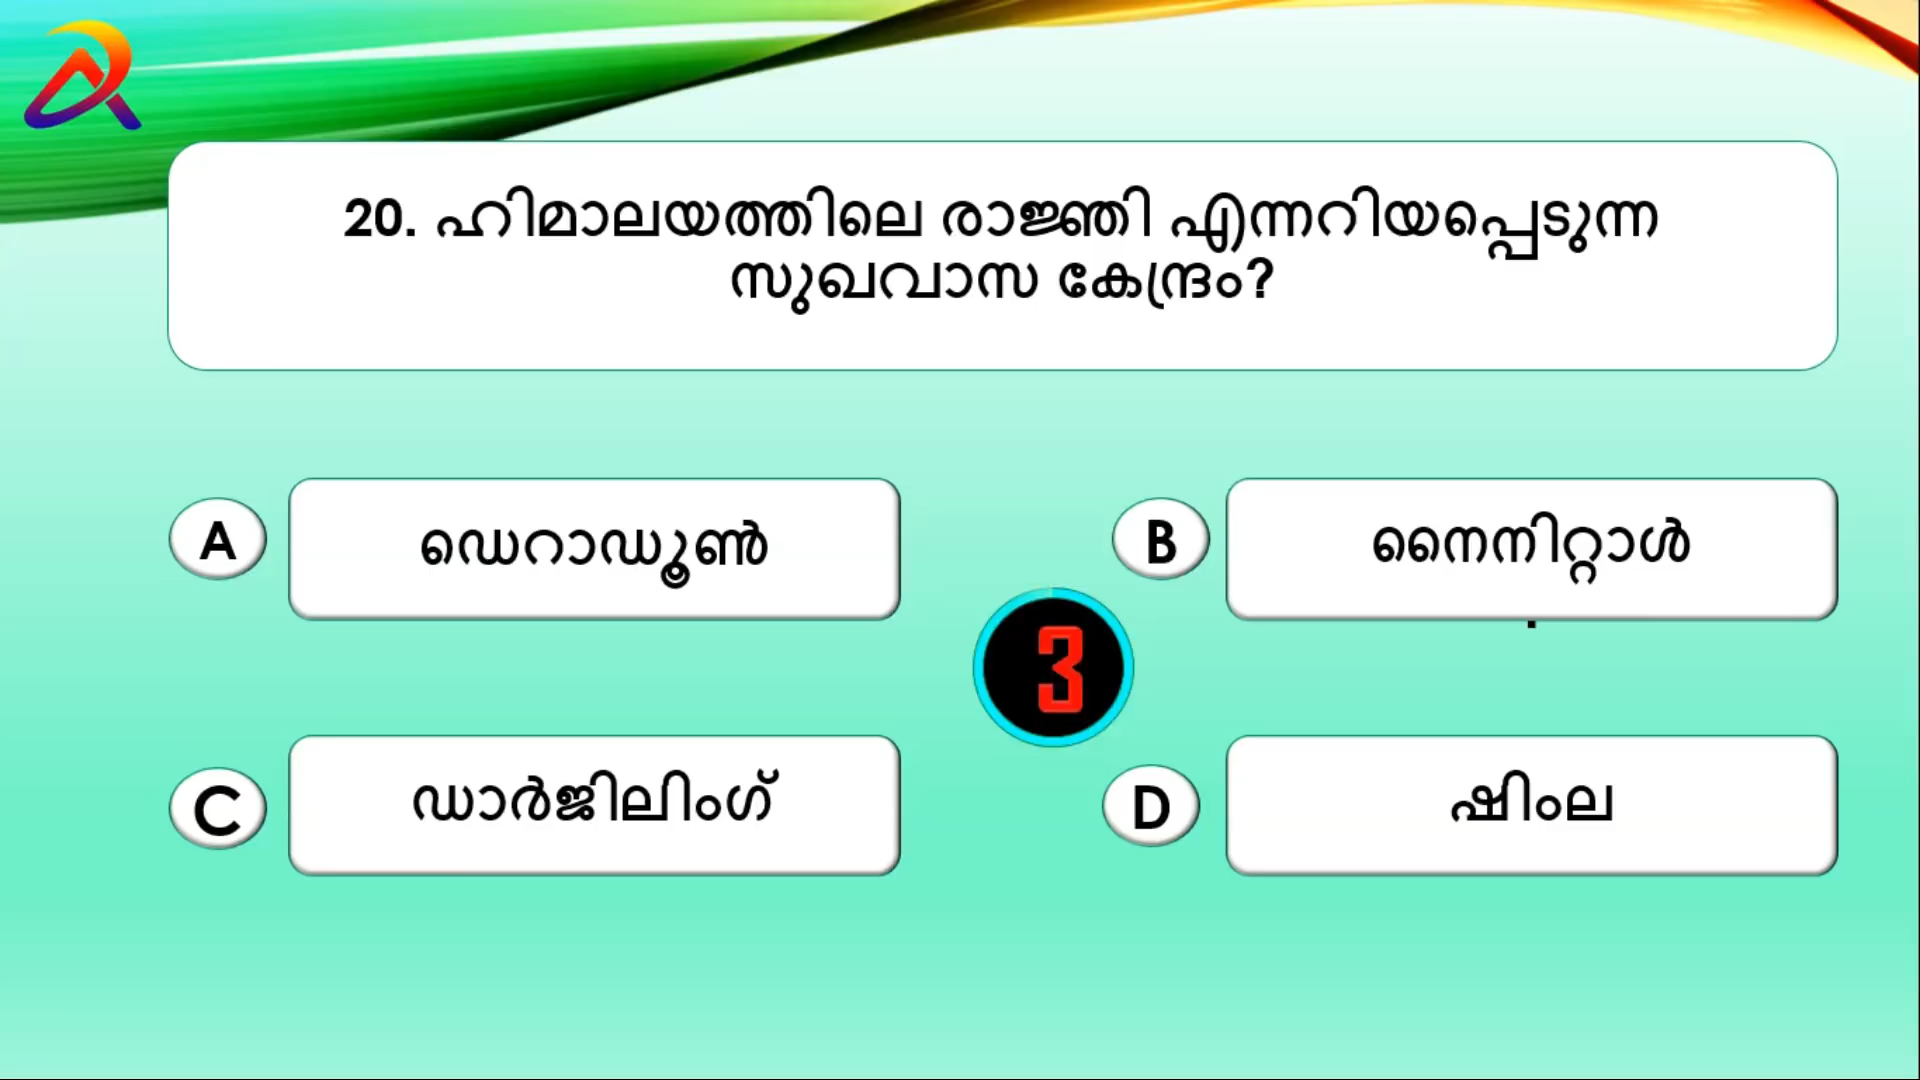 20. ഹിമാലയത്തിലെ രാജ്ഞി എന്നറിയപ്പെടുന്ന
സുഖവാസ കേന്ദ്രം?
A ഡെറാഡൂൺ
B നൈനിറ്റാൾ
3
C ഡാർജിലിംഗ്
D ഷിംല